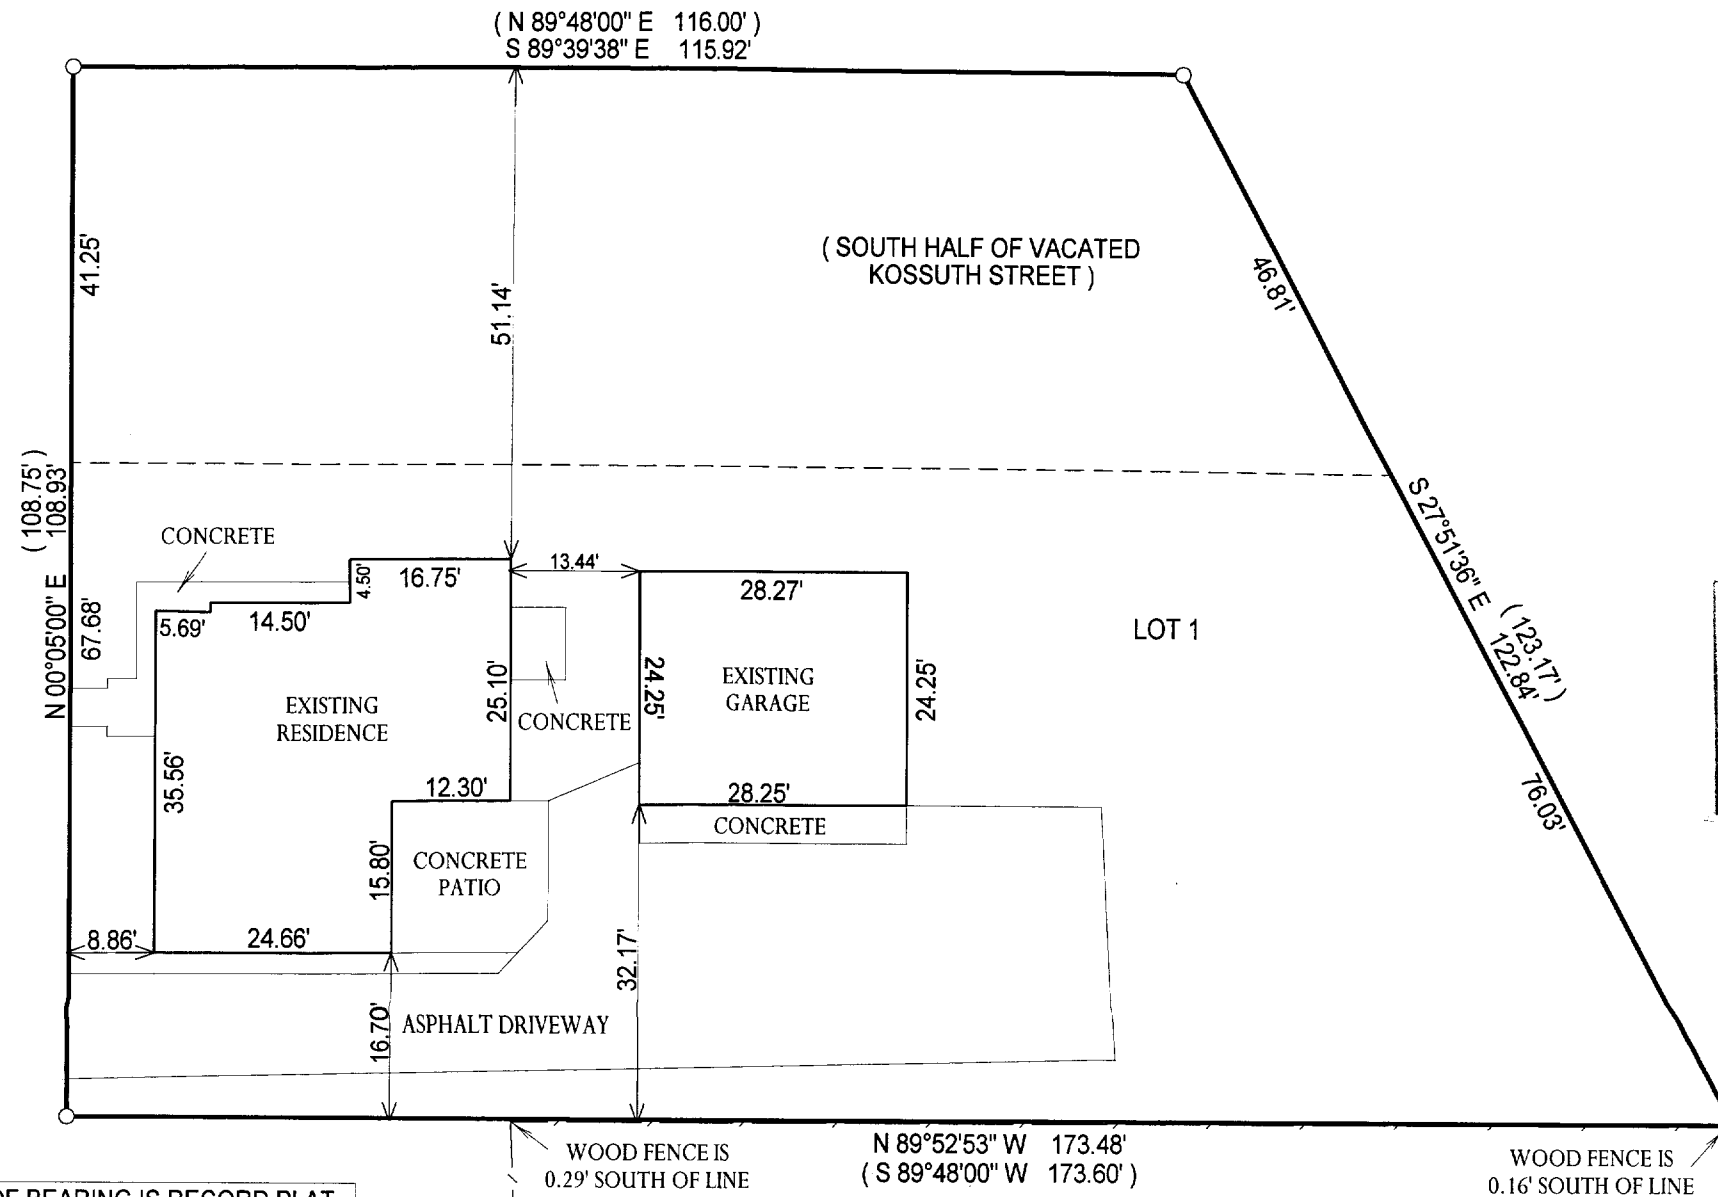 ( N 89°48'00" E 116.00' )
S 89°39'38" E 115.92'
41.25'
51.14'
( SOUTH HALF OF VACATED
KOSSUTH STREET )
46.81'
( 108.75' )
108.93'
N 00°05'00" E
67.68'
CONCRETE
16.75'
4.50'
13.44'
28.27'
5.69'
14.50'
LOT 1
S 27°51'36" E
( 123.17' )
122.84'
EXISTING
RESIDENCE
25.10'
CONCRETE
24.25'
EXISTING
GARAGE
24.25'
35.56'
12.30'
28.25'
CONCRETE
76.03'
15.80'
CONCRETE
PATIO
8.86'
24.66'
32.17'
16.70'
ASPHALT DRIVEWAY
WOOD FENCE IS
0.29' SOUTH OF LINE
N 89°52'53" W 173.48'
( S 89°48'00" W 173.60' )
WOOD FENCE IS
0.16' SOUTH OF LINE
OF BEARING IS RECORD PLAT